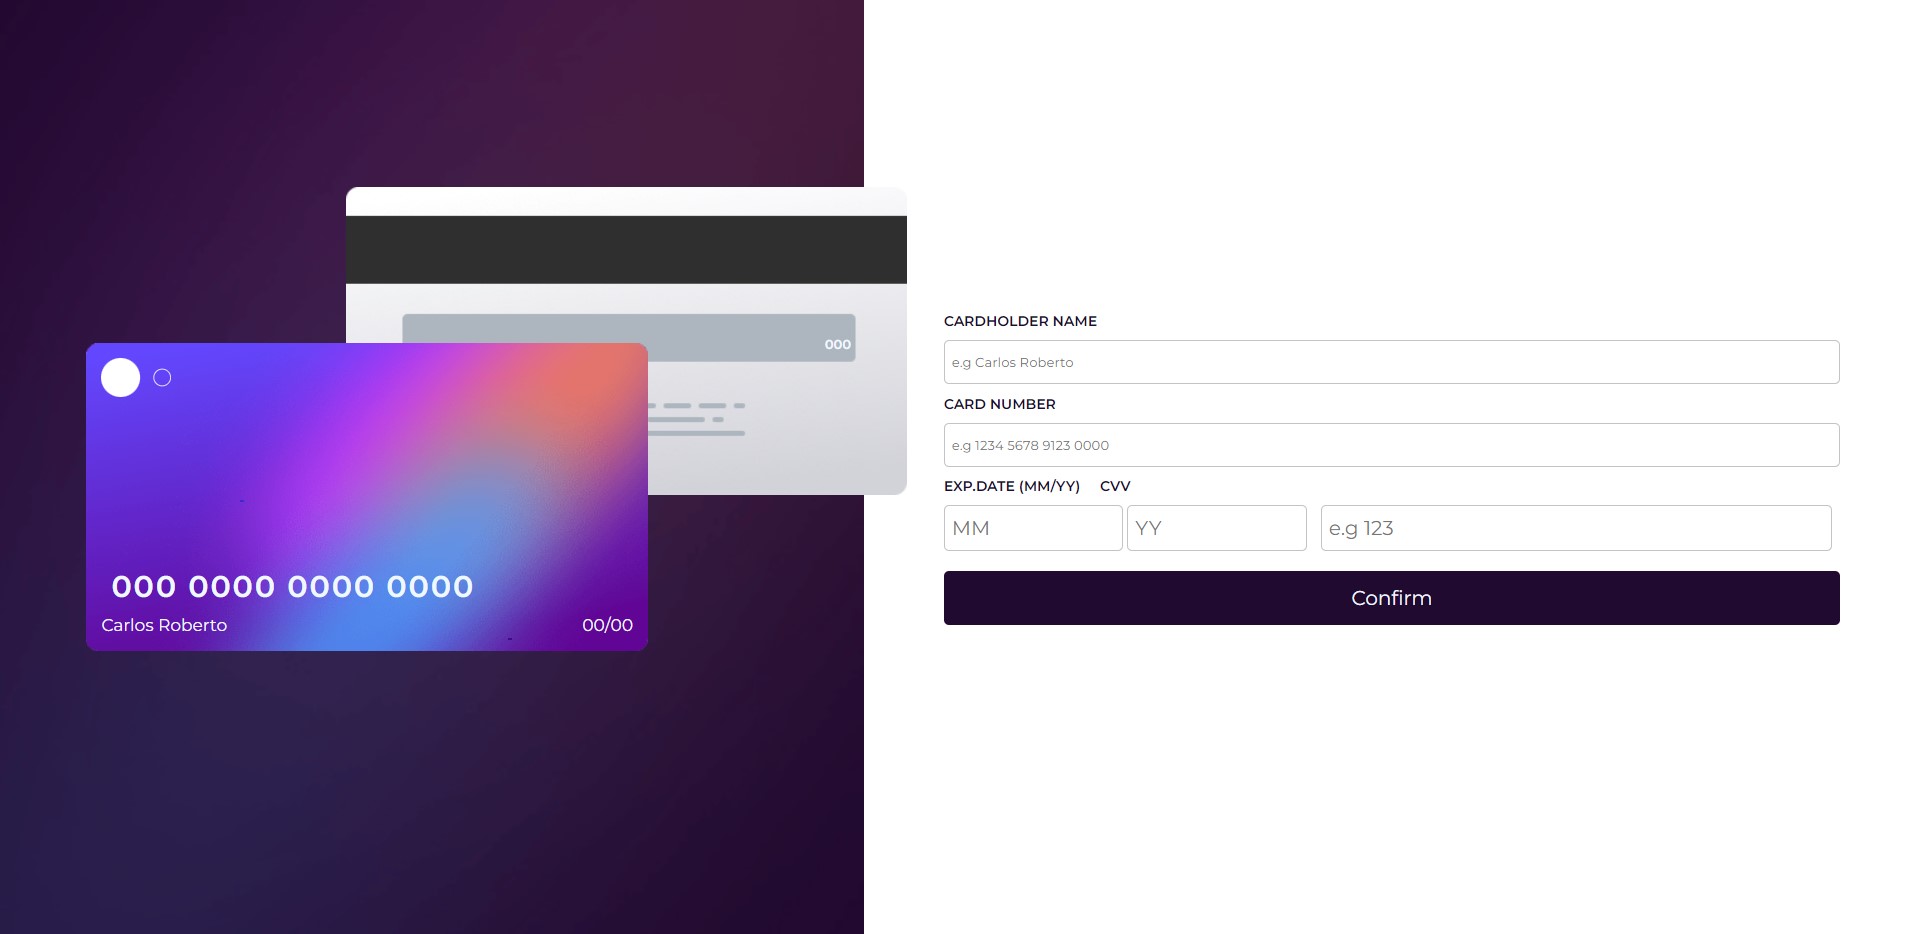 000
000 0000 0000 0000
Carlos Roberto 00/00
CARDHOLDER NAME
e.g Carlos Roberto
CARD NUMBER
e.g 1234 5678 9123 0000
EXP.DATE (MM/YY) CVV
MM YY e.g 123
Confirm